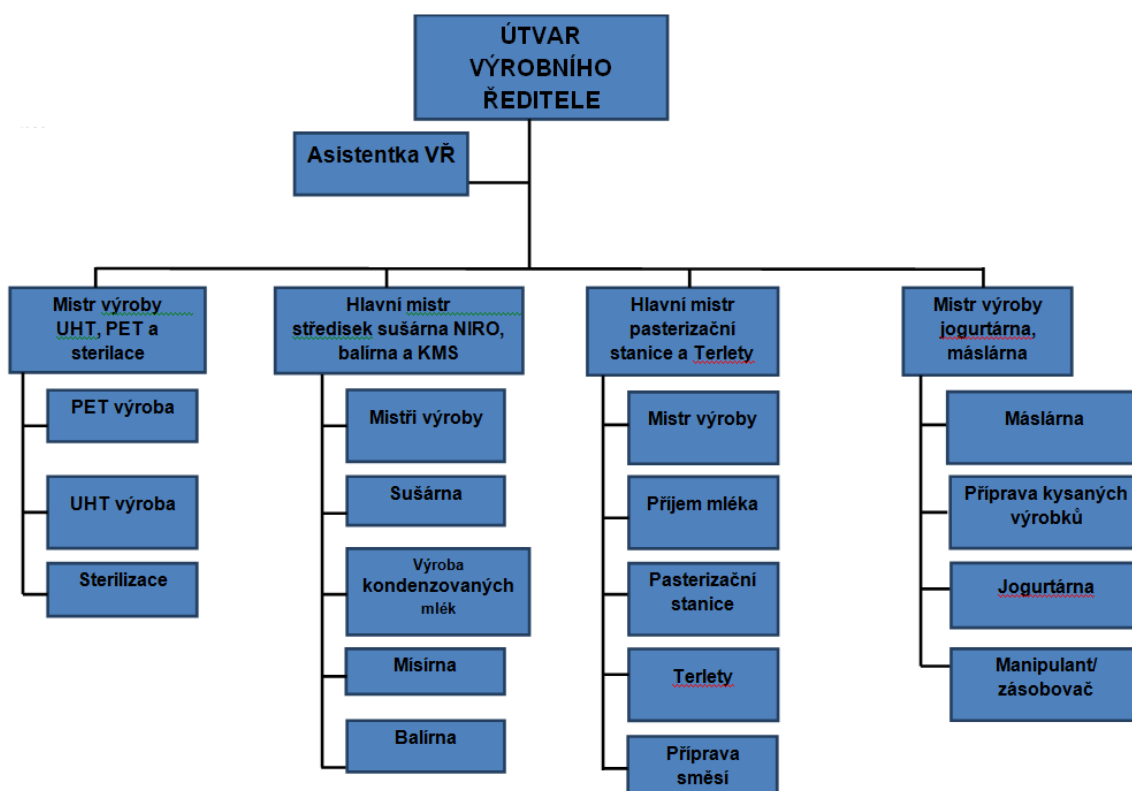 ÚTVAR
VÝROBNÍHO
ŘEDITELE
Asistentka VŘ
Mistr výroby
UHT, PET a
sterilace
PET výroba
UHT výroba
Sterilizace
Hlavní mistr
středisek sušárna NIRO,
balírna a KMS
Mistři výroby
Sušárna
Výroba
kondenzovaných
mlék
Mísírna
Balírna
Hlavní mistr
pasterizační
stanice a Terlety
Mistr výroby
Příjem mléka
Pasterizační
stanice
Terlety
Příprava
směsí
Mistr výroby
jogurtárna,
máslárna
Máslárna
Příprava kysaných
výrobků
Jogurtárna
Manipulant/
zásobovač